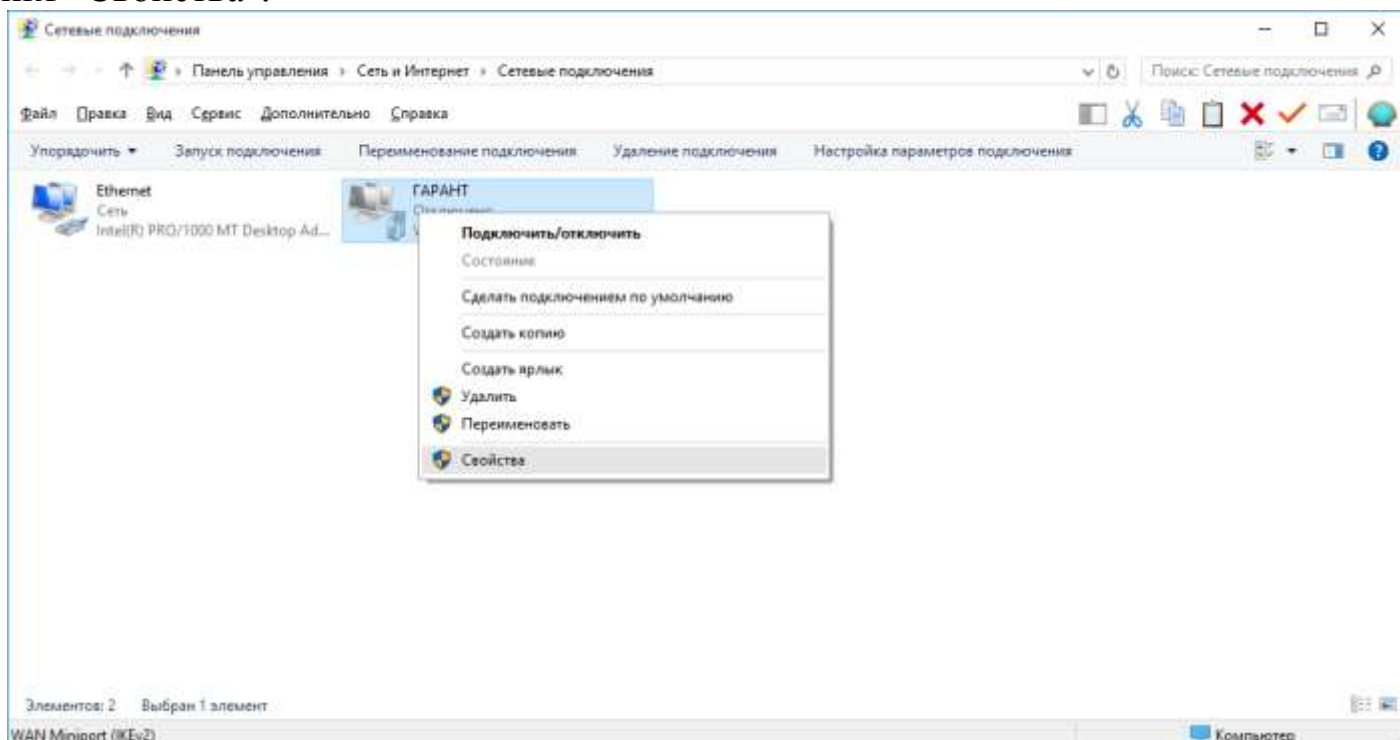 Сетевые подключения
Панель управления › Сеть и Интернет › Сетевые подключения
Поиск: Сетевые подключения
Файл Правка Вид Сервис Дополнительно Справка
Упорядочить Запуск подключения Переименование подключения Удаление подключения Настройка параметров подключения
Ethernet
Сеть
Intel(R) PRO/1000 MT Desktop Ad...
ГАРАНТ
Отключено
Подключить/отключить
Состояние
Сделать подключением по умолчанию
Создать копию
Создать ярлык
Удалить
Переименовать
Свойства
Элементов: 2 Выбран 1 элемент
WAN Miniport (IKEv2)
Компьютер